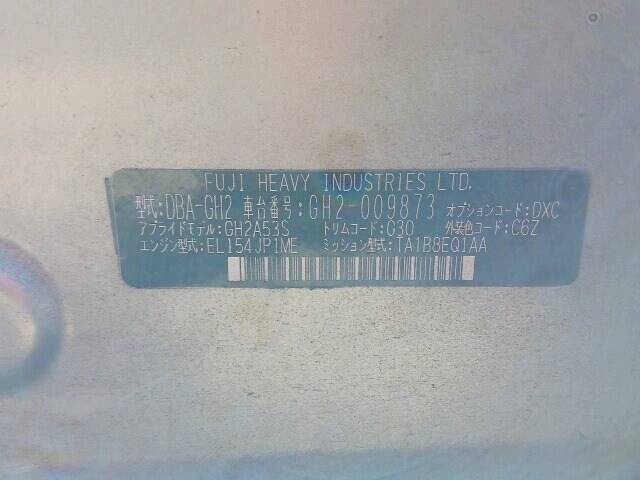 FUJI HEAVY INDUSTRIES LTD.
型式:DBA-GH2 車台番号:GH2-009873 オプションコード:DXC
アプライドモデル:GH2A53S トリムコード:C30 外装色コード:C6Z
エンジン型式:EL154JP1ME ミッション型式:TA1B8EQ1AA